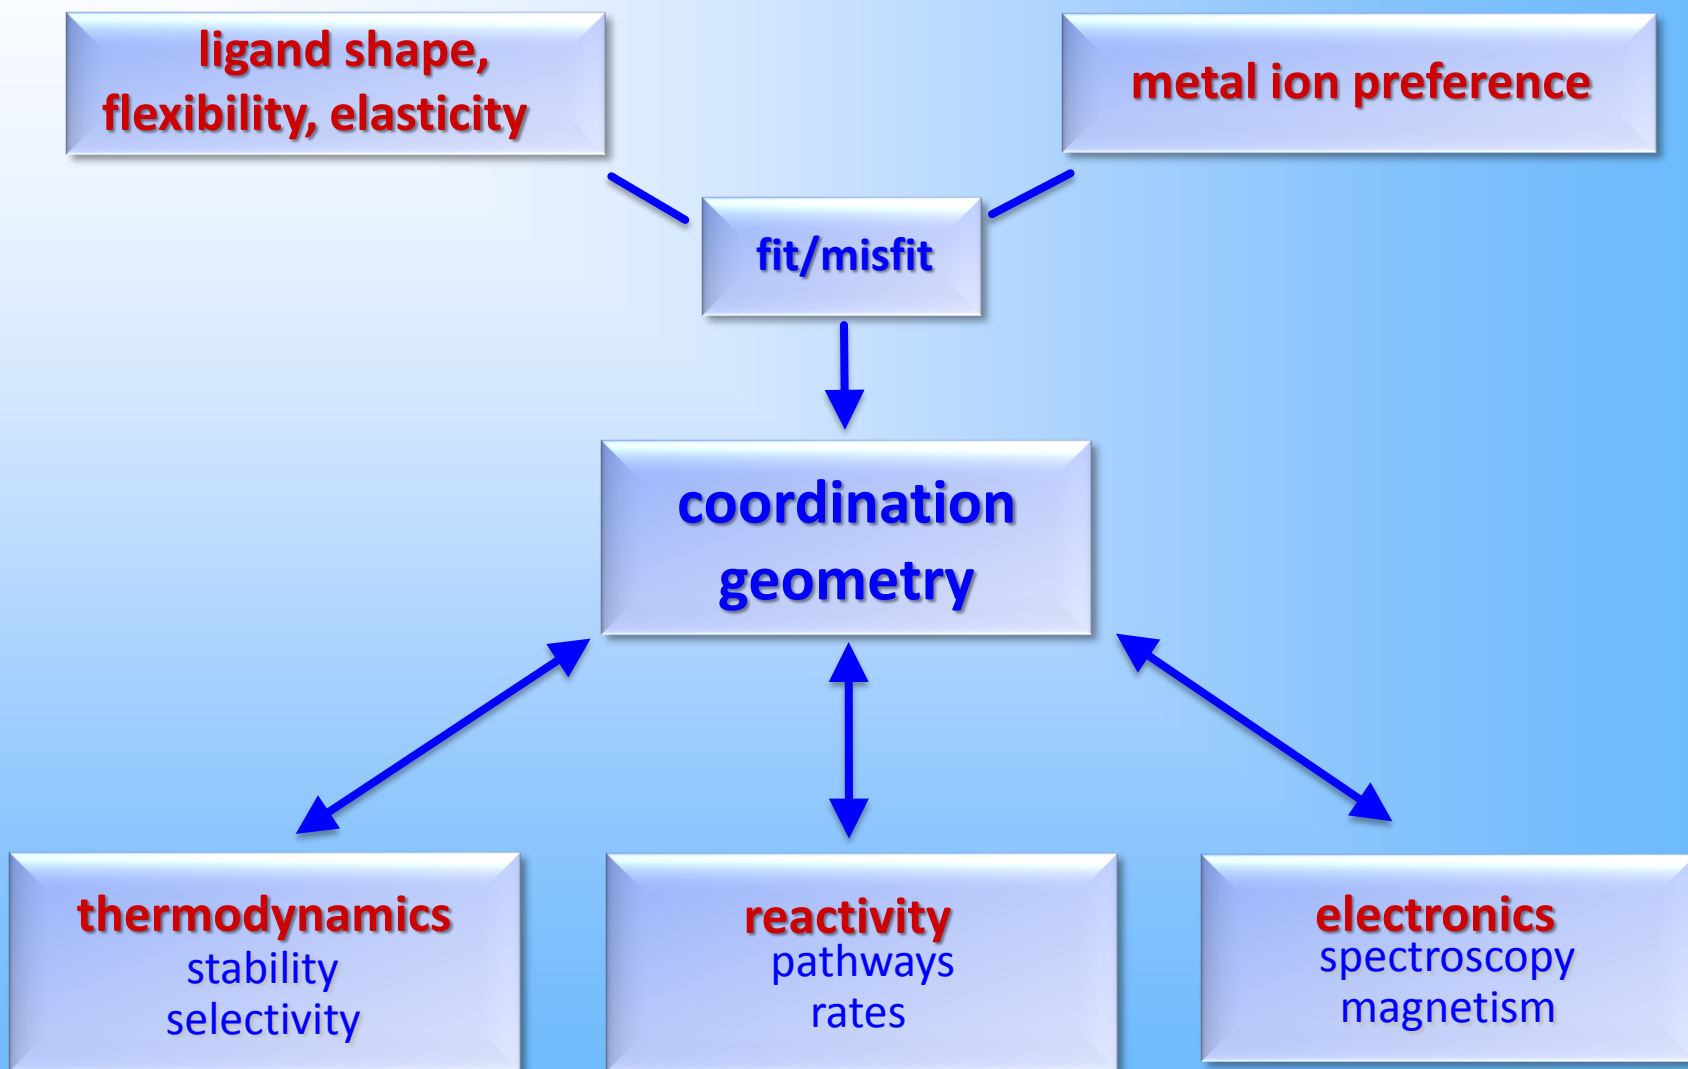 ligand shape,
flexibility, elasticity
metal ion preference
fit/misfit
coordination
geometry
thermodynamics
stability
selectivity
reactivity
pathways
rates
electronics
spectroscopy
magnetism